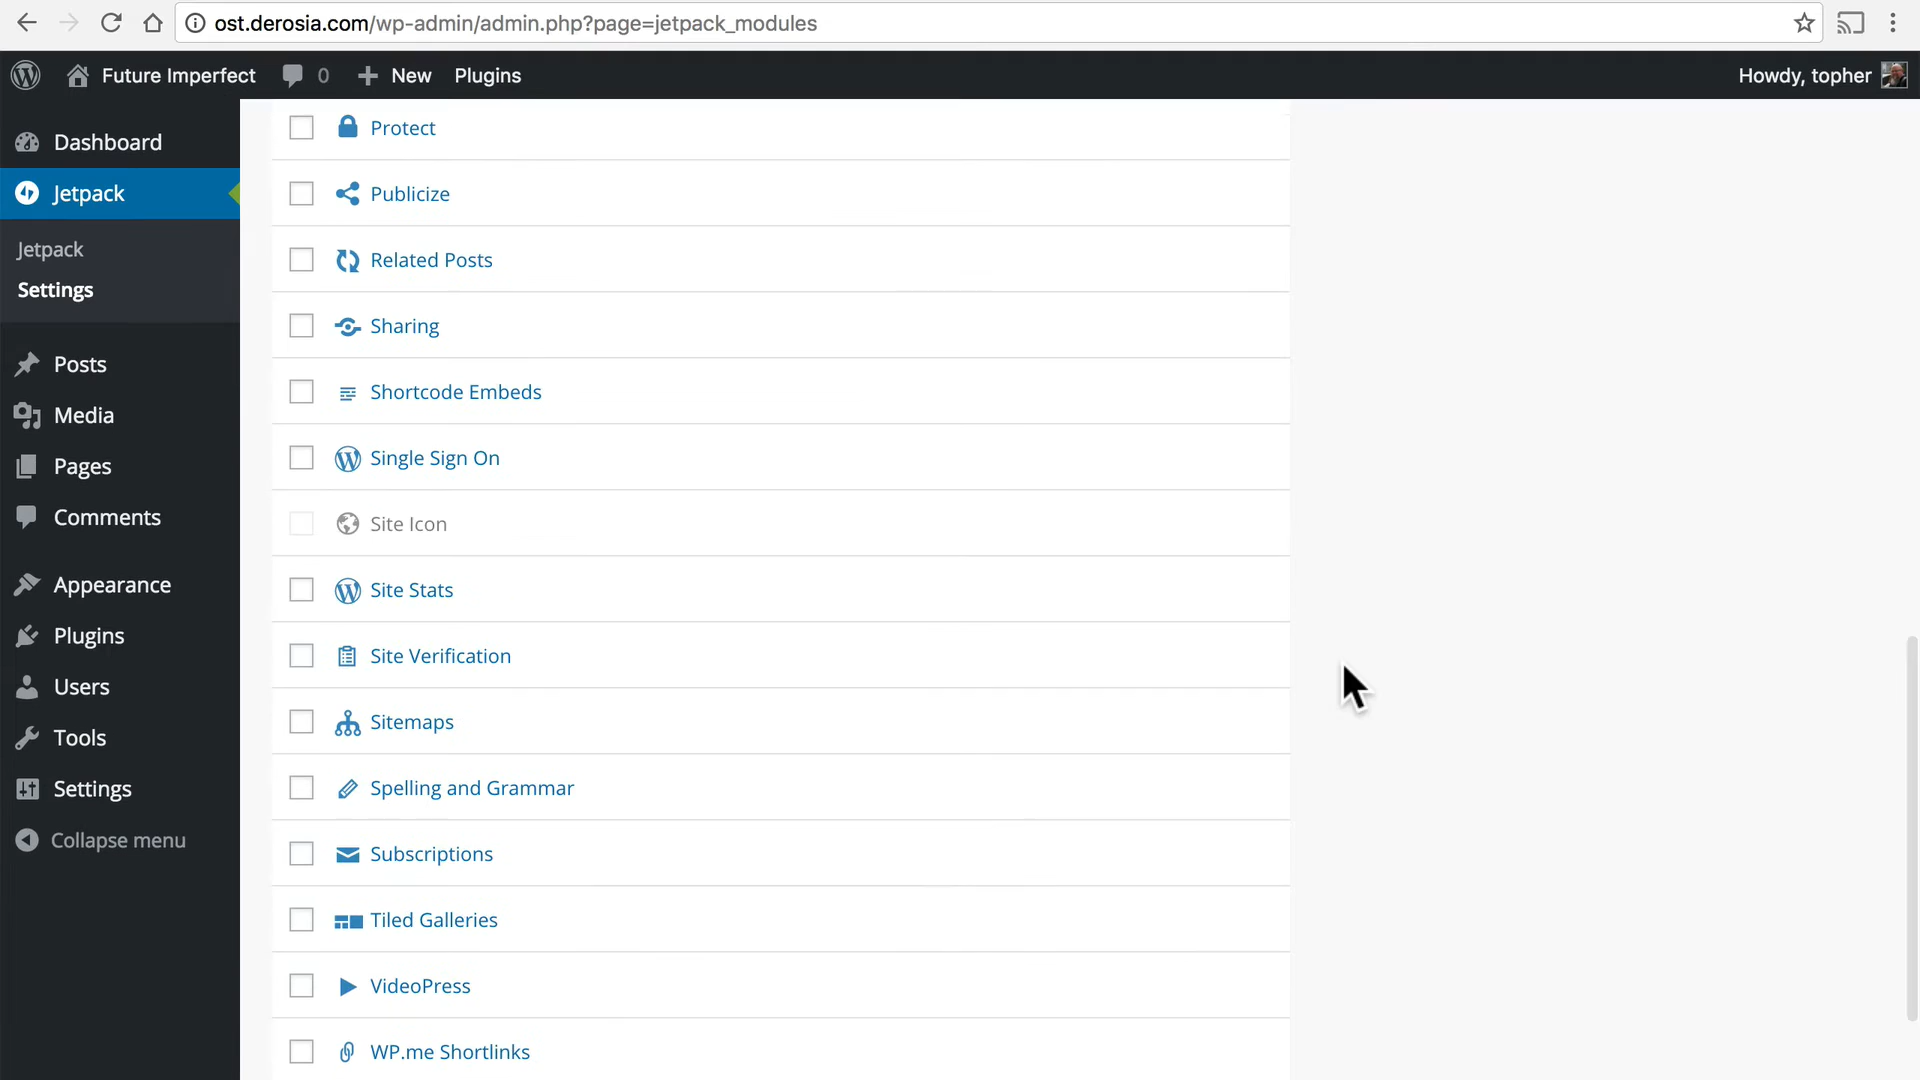 ost.derosia.com/wp-admin/admin.php?page=jetpack_modules
Future Imperfect 0 New Plugins Howdy, topher
Dashboard
Jetpack
Jetpack
Settings
Posts
Media
Pages
Comments
Appearance
Plugins
Users
Tools
Settings
Collapse menu
Protect
Publicize
Related Posts
Sharing
Shortcode Embeds
Single Sign On
Site Icon
Site Stats
Site Verification
Sitemaps
Spelling and Grammar
Subscriptions
Tiled Galleries
VideoPress
WP.me Shortlinks